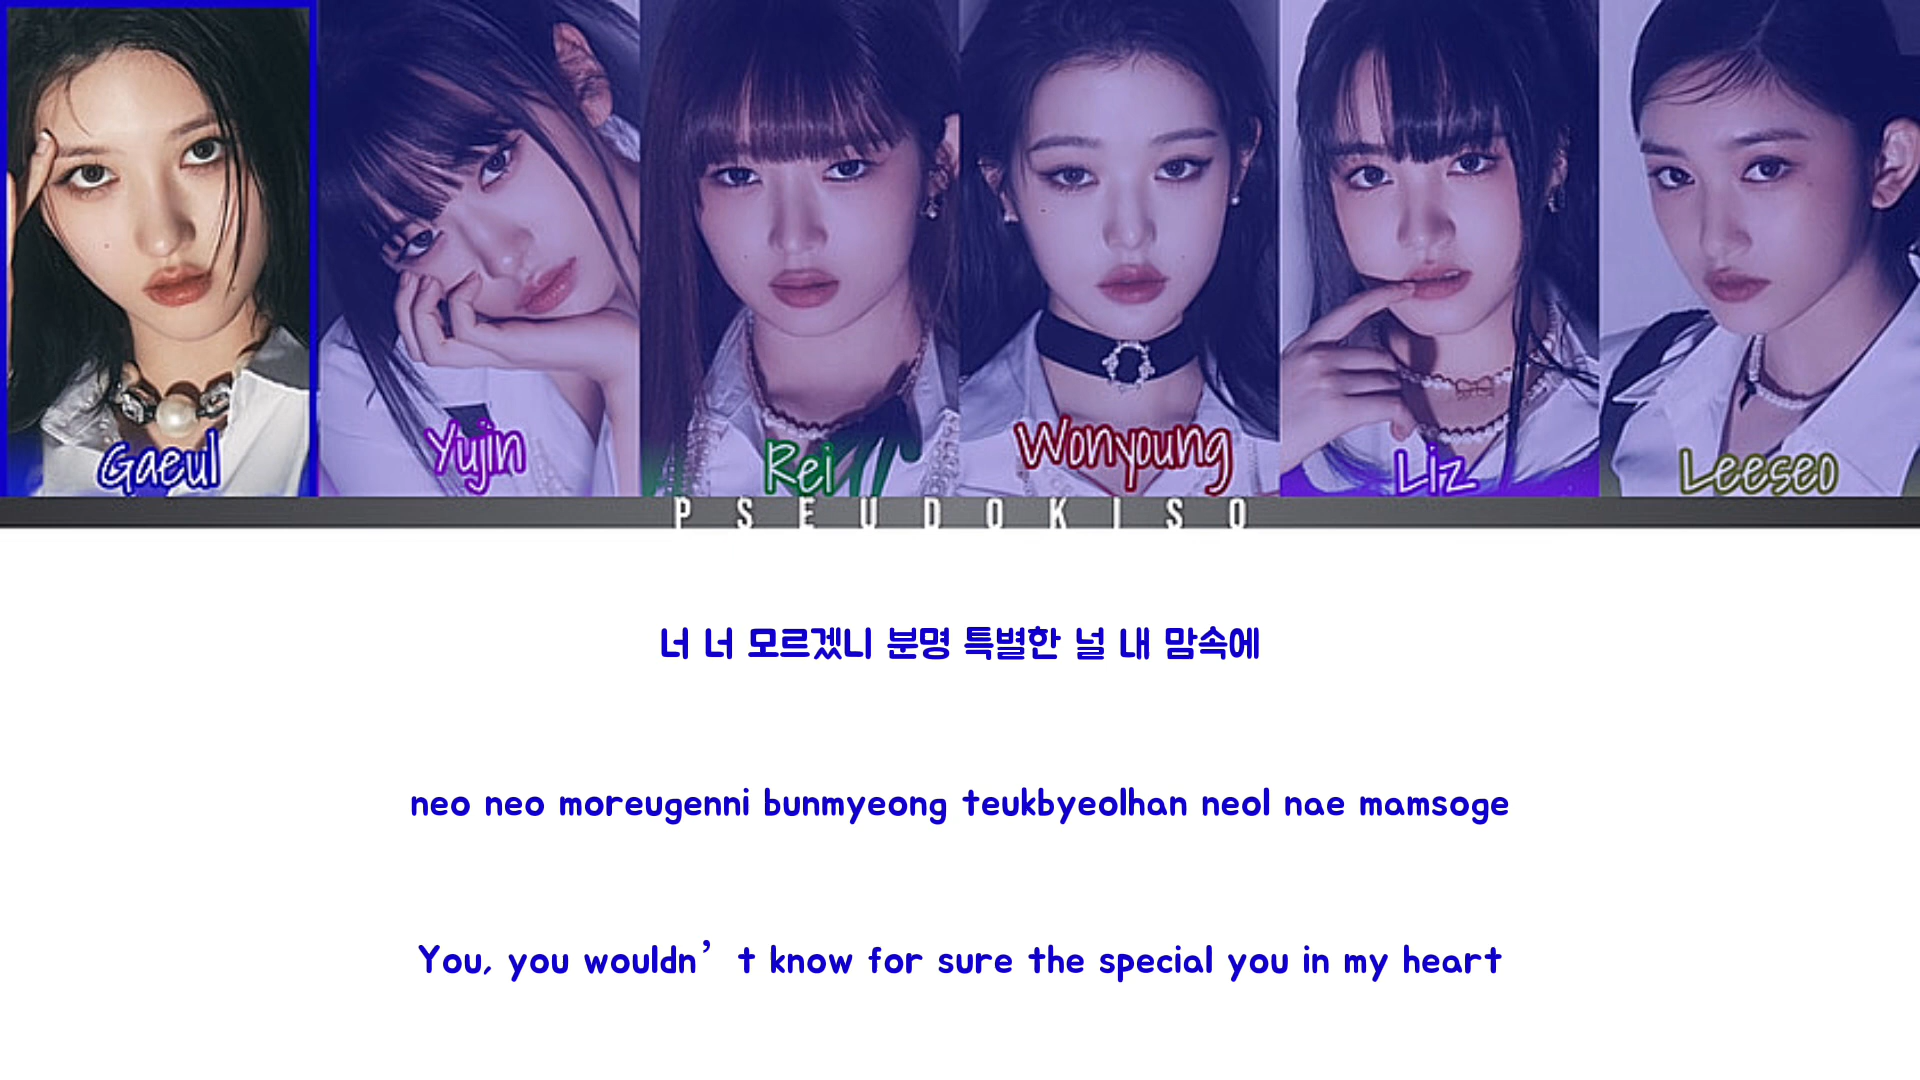 Gaeul Yujin Rei Wonyoung Liz Leeseo
PSEUDOKISO
너 너 모르겠니 분명 특별한 널 내 맘속에
neo neo moreugenni bunmyeong teukbyeolhan neol nae mamsoge
You, you wouldn’t know for sure the special you in my heart